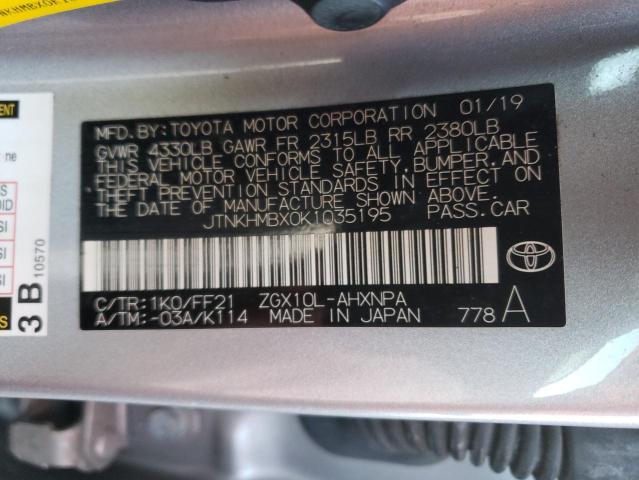 NKHMBX0K
MFD.BY:TOYOTA MOTOR CORPORATION 01/19
GVWR 4330LB GAWR FR 2315LB RR 2380LB
THIS VEHICLE CONFORMS TO ALL APPLICABLE
FEDERAL MOTOR VEHICLE SAFETY,BUMPER,AND
THEFT PREVENTION STANDARDS IN EFFECT ON
THE DATE OF MANUFACTURE SHOWN ABOVE.
JTNKHMBX0K1035195 PASS.CAR
C/TR:1K0/FF21 ZGX10L-AHXNPA
A/TM:-03A/K114 MADE IN JAPAN 778 A
3 B 10570
ne